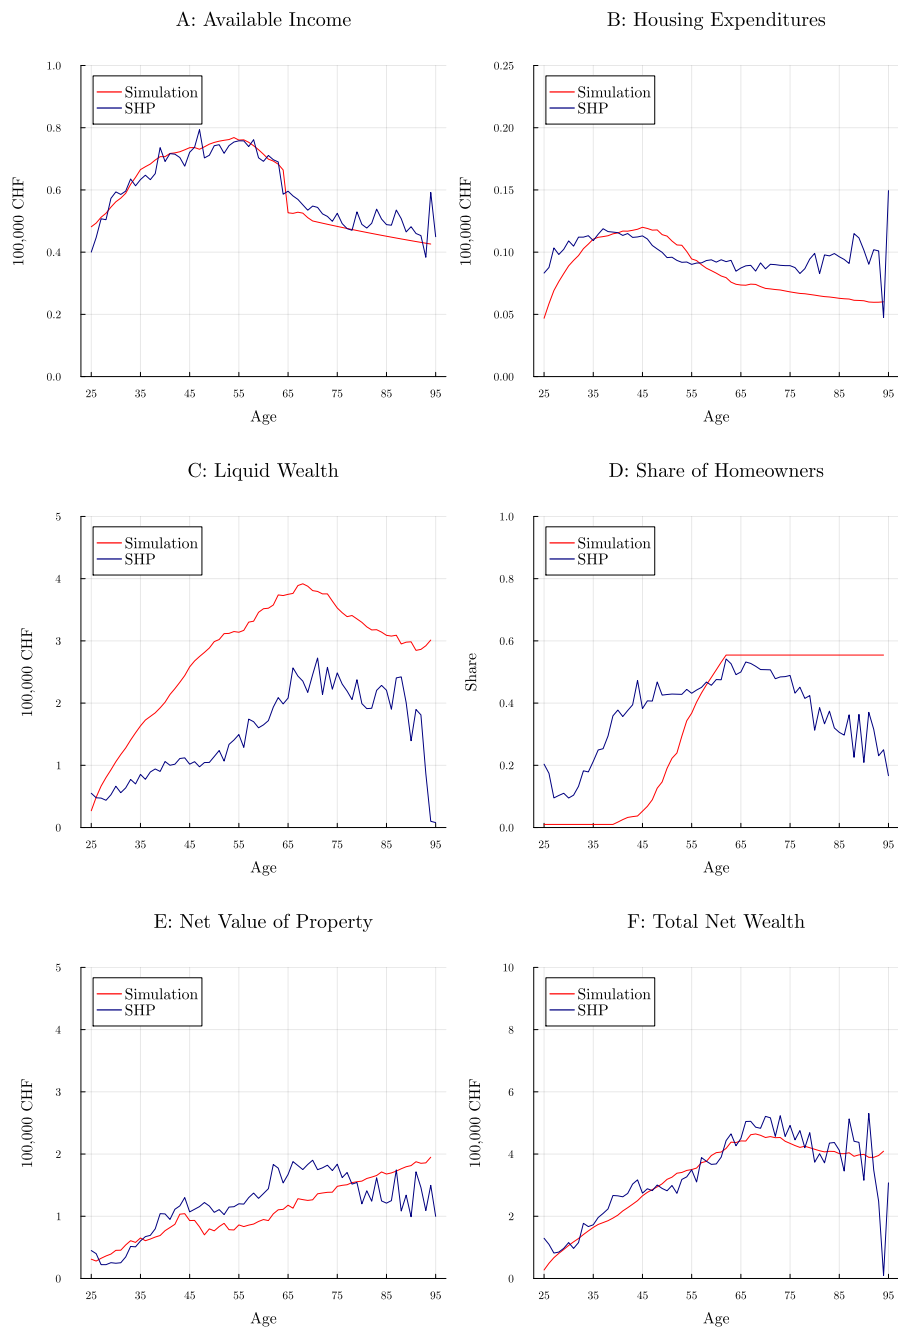 A: Available Income
1.0
0.8
0.6
0.4
0.2
0.0
100,000 CHF
Simulation
SHP
25 35 45 55 65 75 85 95
Age
B: Housing Expenditures
0.25
0.20
0.15
0.10
0.05
0.00
100,000 CHF
Simulation
SHP
25 35 45 55 65 75 85 95
Age
C: Liquid Wealth
5
4
3
2
1
0
100,000 CHF
Simulation
SHP
25 35 45 55 65 75 85 95
Age
D: Share of Homeowners
1.0
0.8
0.6
0.4
0.2
0.0
Share
Simulation
SHP
25 35 45 55 65 75 85 95
Age
E: Net Value of Property
5
4
3
2
1
0
100,000 CHF
Simulation
SHP
25 35 45 55 65 75 85 95
Age
F: Total Net Wealth
10
8
6
4
2
0
100,000 CHF
Simulation
SHP
25 35 45 55 65 75 85 95
Age